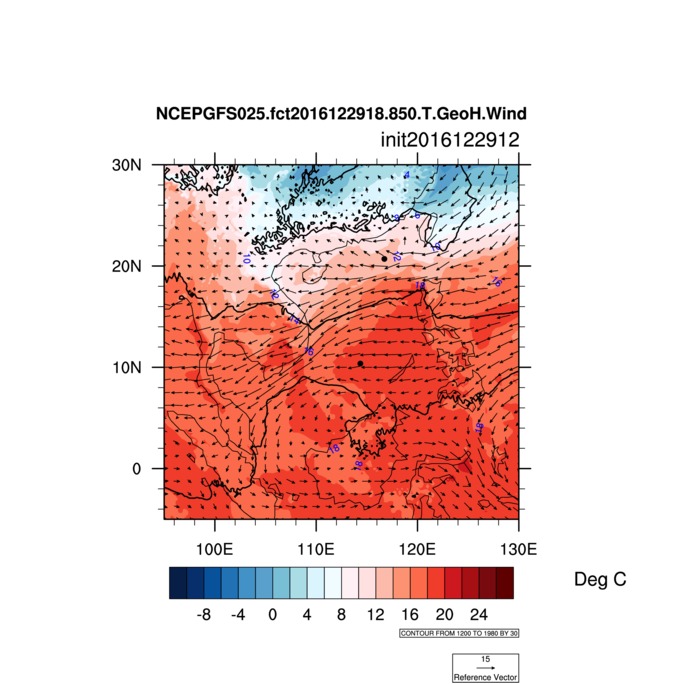 NCEPGFS025.fct2016122918.850.T.GeoH.Wind
init2016122912
30N
20N
10N
0
100E 110E 120E 130E
-8 -4 0 4 8 12 16 20 24
Deg C
CONTOUR FROM 1200 TO 1980 BY 30
15
Reference Vector